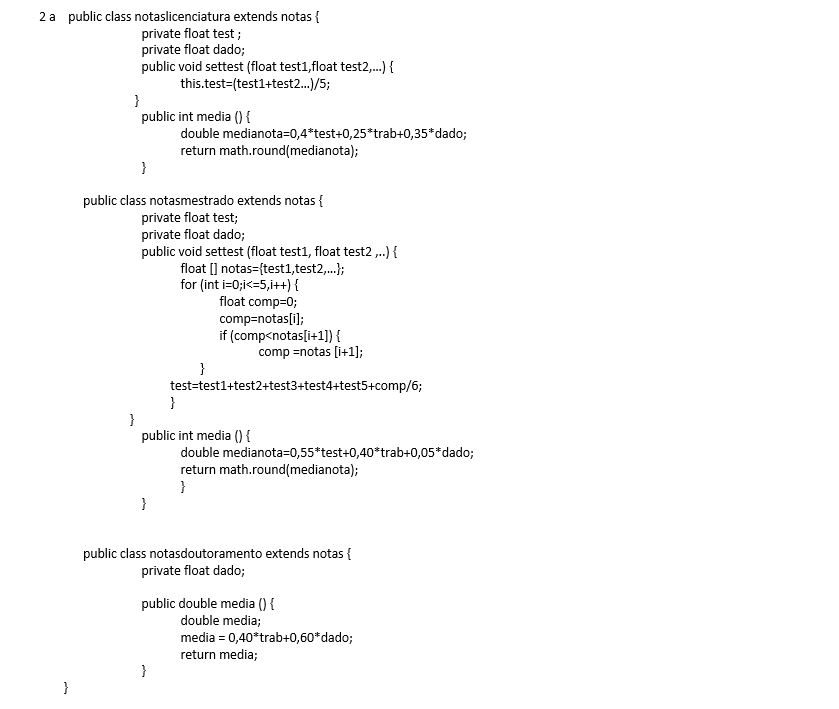 2 a public class notaslicenciatura extends notas {
private float test ;
private float dado;
public void settest (float test1,float test2,...) {
this.test=(test1+test2...)/5;
}
public int media () {
double medianota=0,4*test+0,25*trab+0,35*dado;
return math.round(medianota);
}
public class notasmestrado extends notas {
private float test;
private float dado;
public void settest (float test1, float test2 ,..) {
float [] notas={test1,test2,...};
for (int i=0;i<=5,i++) {
float comp=0;
comp=notas[i];
if (comp<notas[i+1]) {
comp =notas [i+1];
}
test=test1+test2+test3+test4+test5+comp/6;
}
}
public int media () {
double medianota=0,55*test+0,40*trab+0,05*dado;
return math.round(medianota);
}
}
public class notasdoutoramento extends notas {
private float dado;
public double media () {
double media;
media = 0,40*trab+0,60*dado;
return media;
}
}